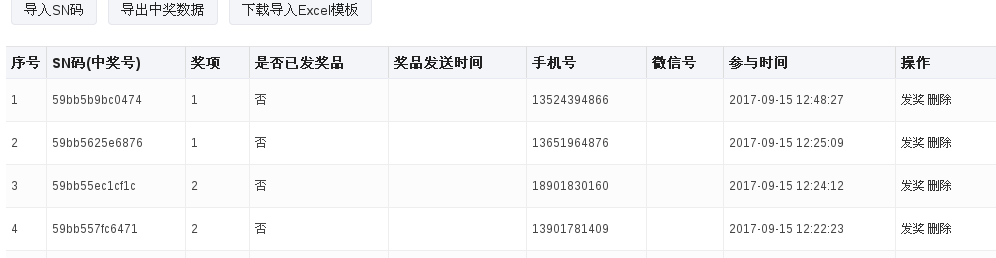 导入SN码 导出中奖数据 下载导入Excel模板
序号 SN码(中奖号) 奖项 是否已发奖品 奖品发送时间 手机号 微信号 参与时间 操作
1 59bb5b9bc0474 1 否 13524394866 2017-09-15 12:48:27 发奖 删除
2 59bb5625e6876 1 否 13651964876 2017-09-15 12:25:09 发奖 删除
3 59bb55ec1cf1c 2 否 18901830160 2017-09-15 12:24:12 发奖 删除
4 59bb557fc6471 2 否 13901781409 2017-09-15 12:22:23 发奖 删除